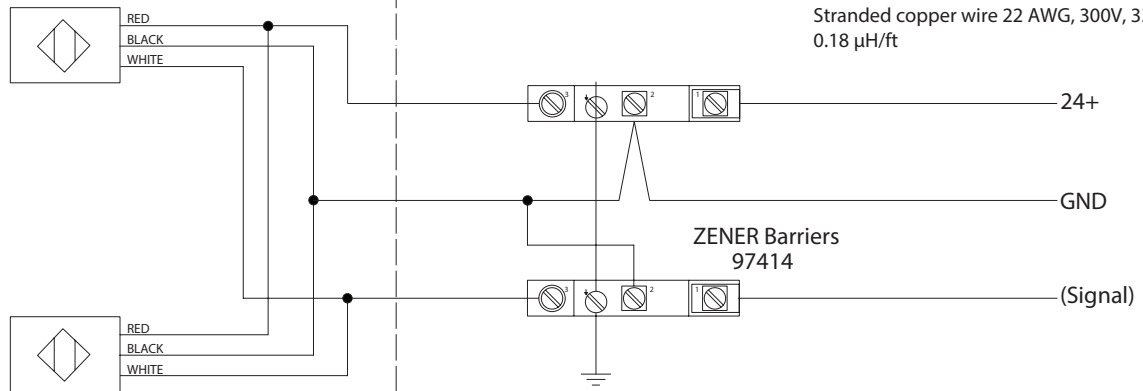 RED
BLACK
WHITE
Stranded copper wire 22 AWG, 300V,
0.18 µH/ft
3 2 1
24+
GND
ZENER Barriers
97414
3 2 1
(Signal)
RED
BLACK
WHITE